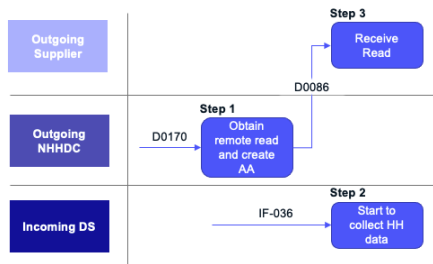 Step 3
Outgoing
Supplier
Receive
Read
D0086
Step 1
Outgoing
NHHDC
D0170
Obtain
remote read
and create
AA
Step 2
Incoming DS
IF-036
Start to
collect HH
data